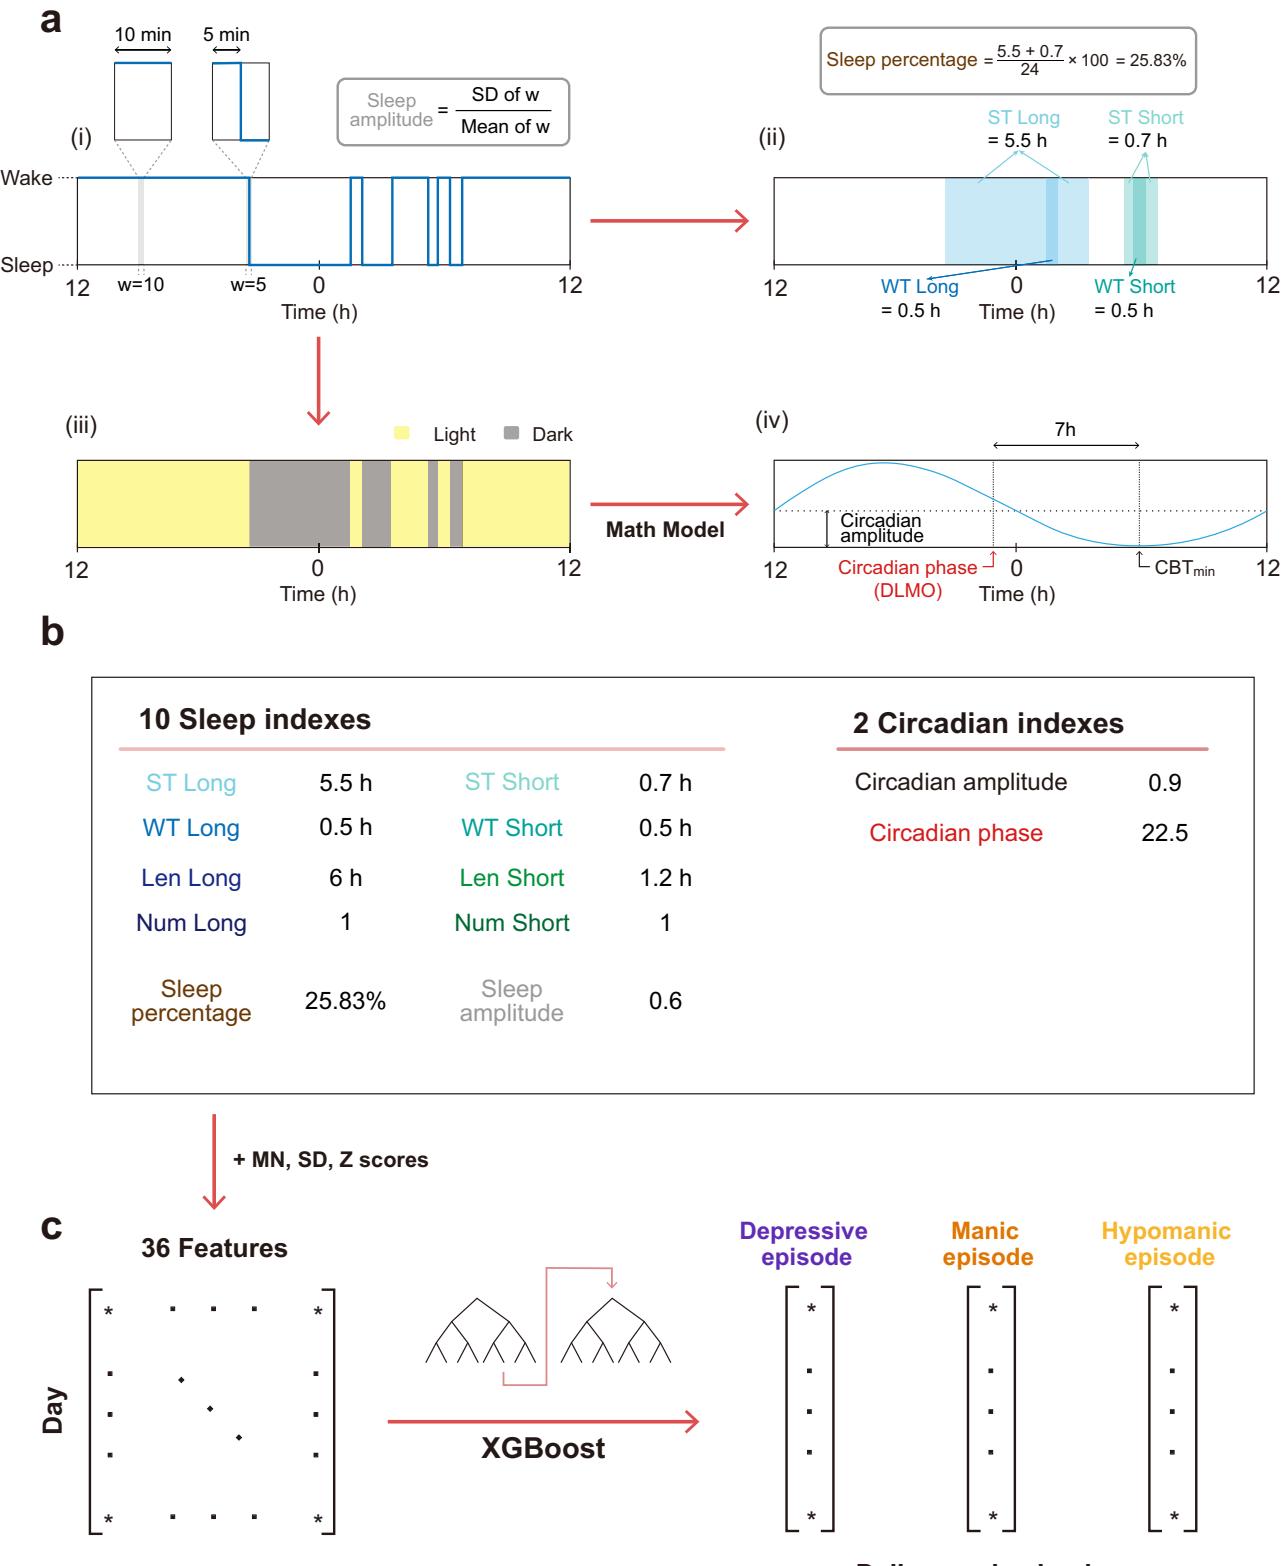 a
10 min
5 min
(i)
Sleep amplitude = SD of w / Mean of w
Wake
Sleep
12
w=10
w=5
0
12
Time (h)
Sleep percentage = 5.5 + 0.7 / 24 × 100 = 25.83%
(ii)
ST Long
= 5.5 h
ST Short
= 0.7 h
12
WT Long
= 0.5 h
0
Time (h)
WT Short
= 0.5 h
12
(iii)
Light
Dark
12
0
12
Time (h)
Math Model
(iv)
7h
Circadian
amplitude
12
Circadian phase
(DLMO)
0
Time (h)
CBTmin
12
b
10 Sleep indexes
ST Long 5.5 h ST Short 0.7 h
WT Long 0.5 h WT Short 0.5 h
Len Long 6 h Len Short 1.2 h
Num Long 1 Num Short 1
Sleep percentage 25.83% Sleep amplitude 0.6
2 Circadian indexes
Circadian amplitude 0.9
Circadian phase 22.5
+ MN, SD, Z scores
c
36 Features
Day
XGBoost
Depressive
episode
Manic
episode
Hypomanic
episode